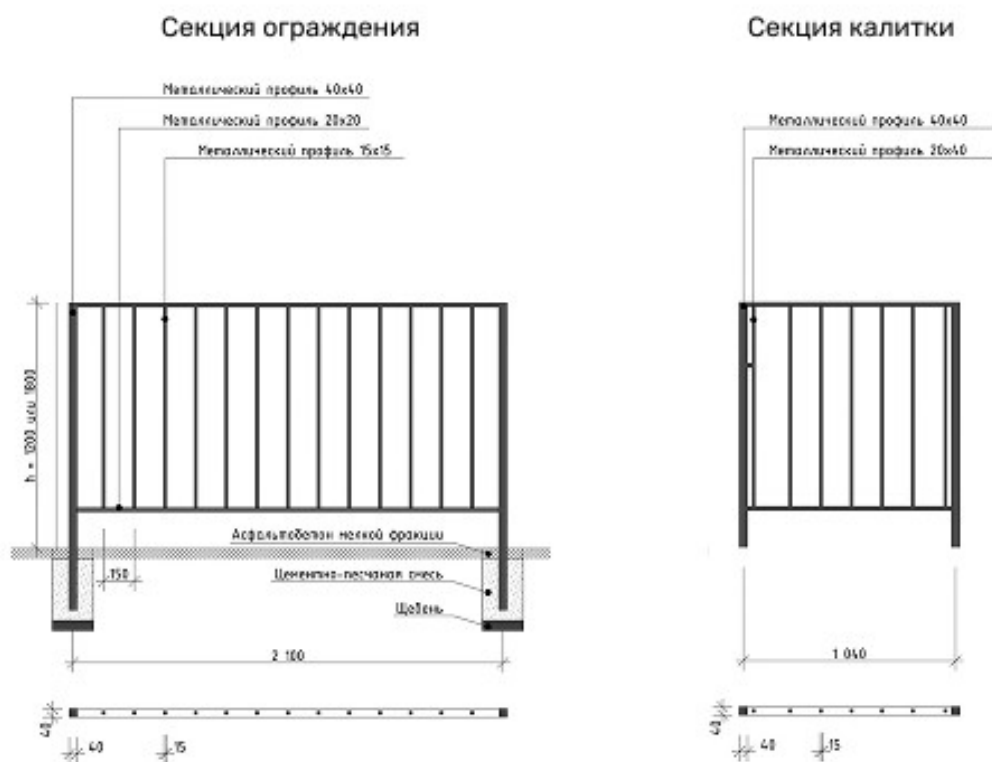 Секция ограждения
Секция калитки
Металлический профиль 40х40
Металлический профиль 20х20
Металлический профиль 15х15
Металлический профиль 40х40
Металлический профиль 20х40
h = 1200 или 1800
Асфальтобетон мелкой фракции
150
Цементно-песчаная смесь
Щебень
2 100
1 040
40
40
15
40
40
15